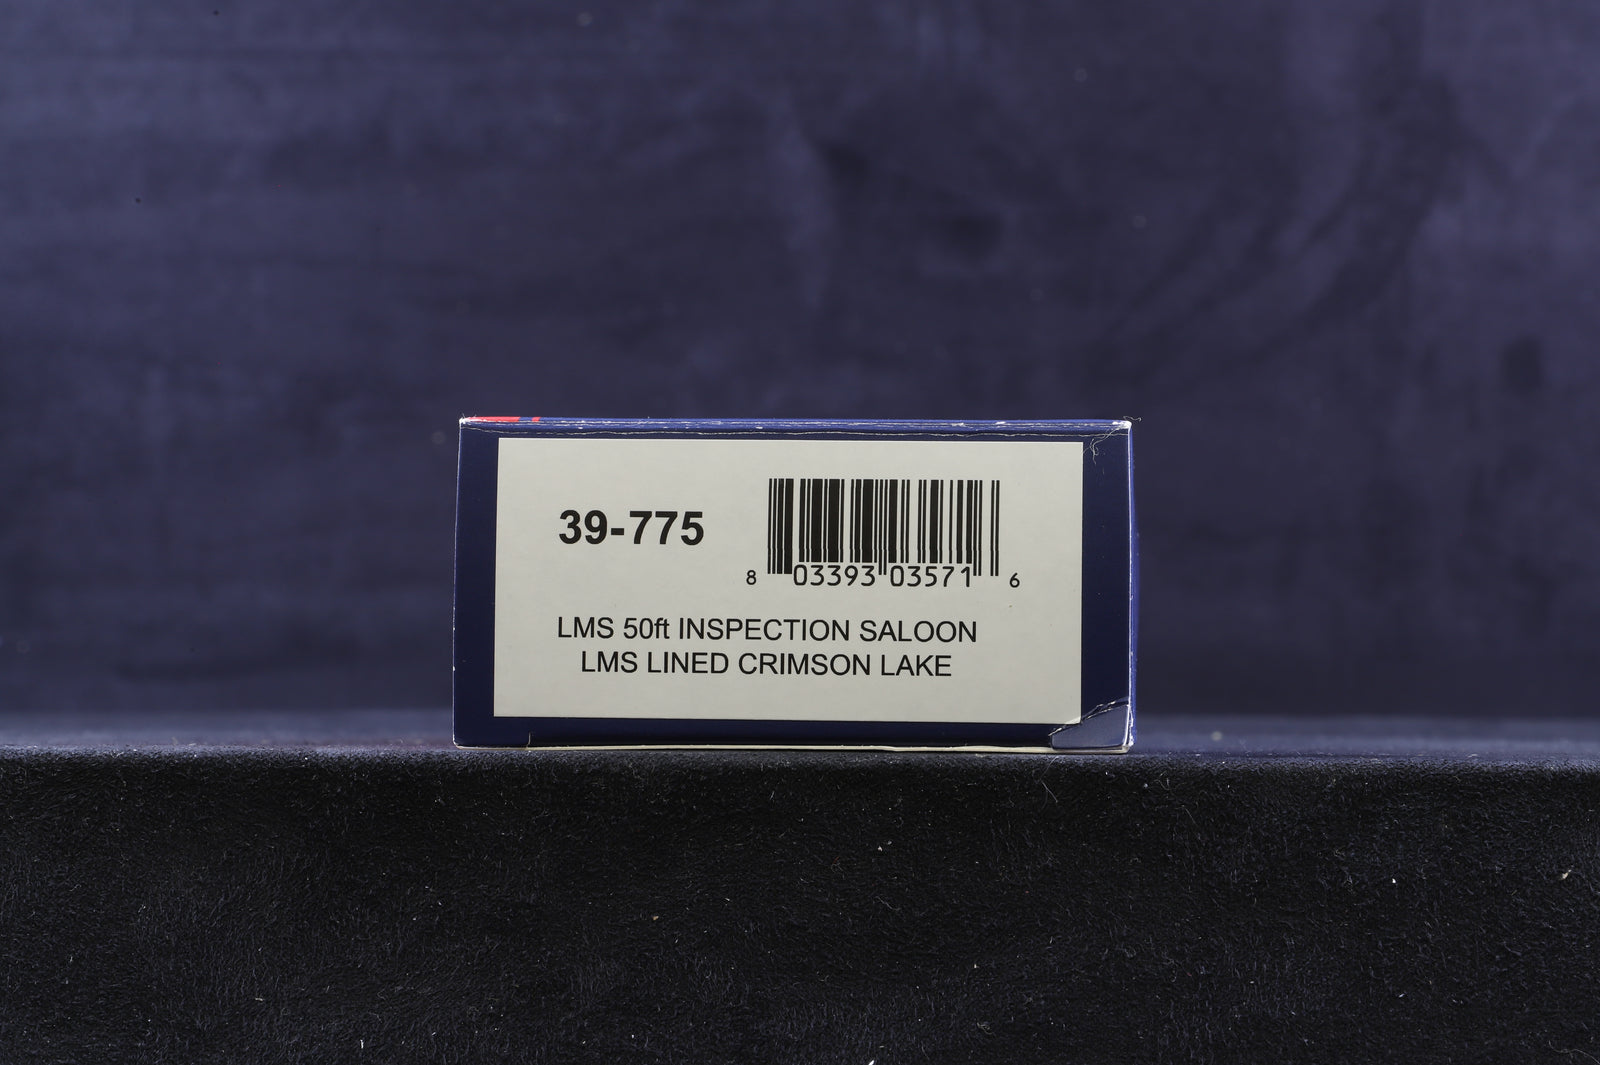 39-775
8 03393 03571 6
LMS 50ft INSPECTION SALOON
LMS LINED CRIMSON LAKE